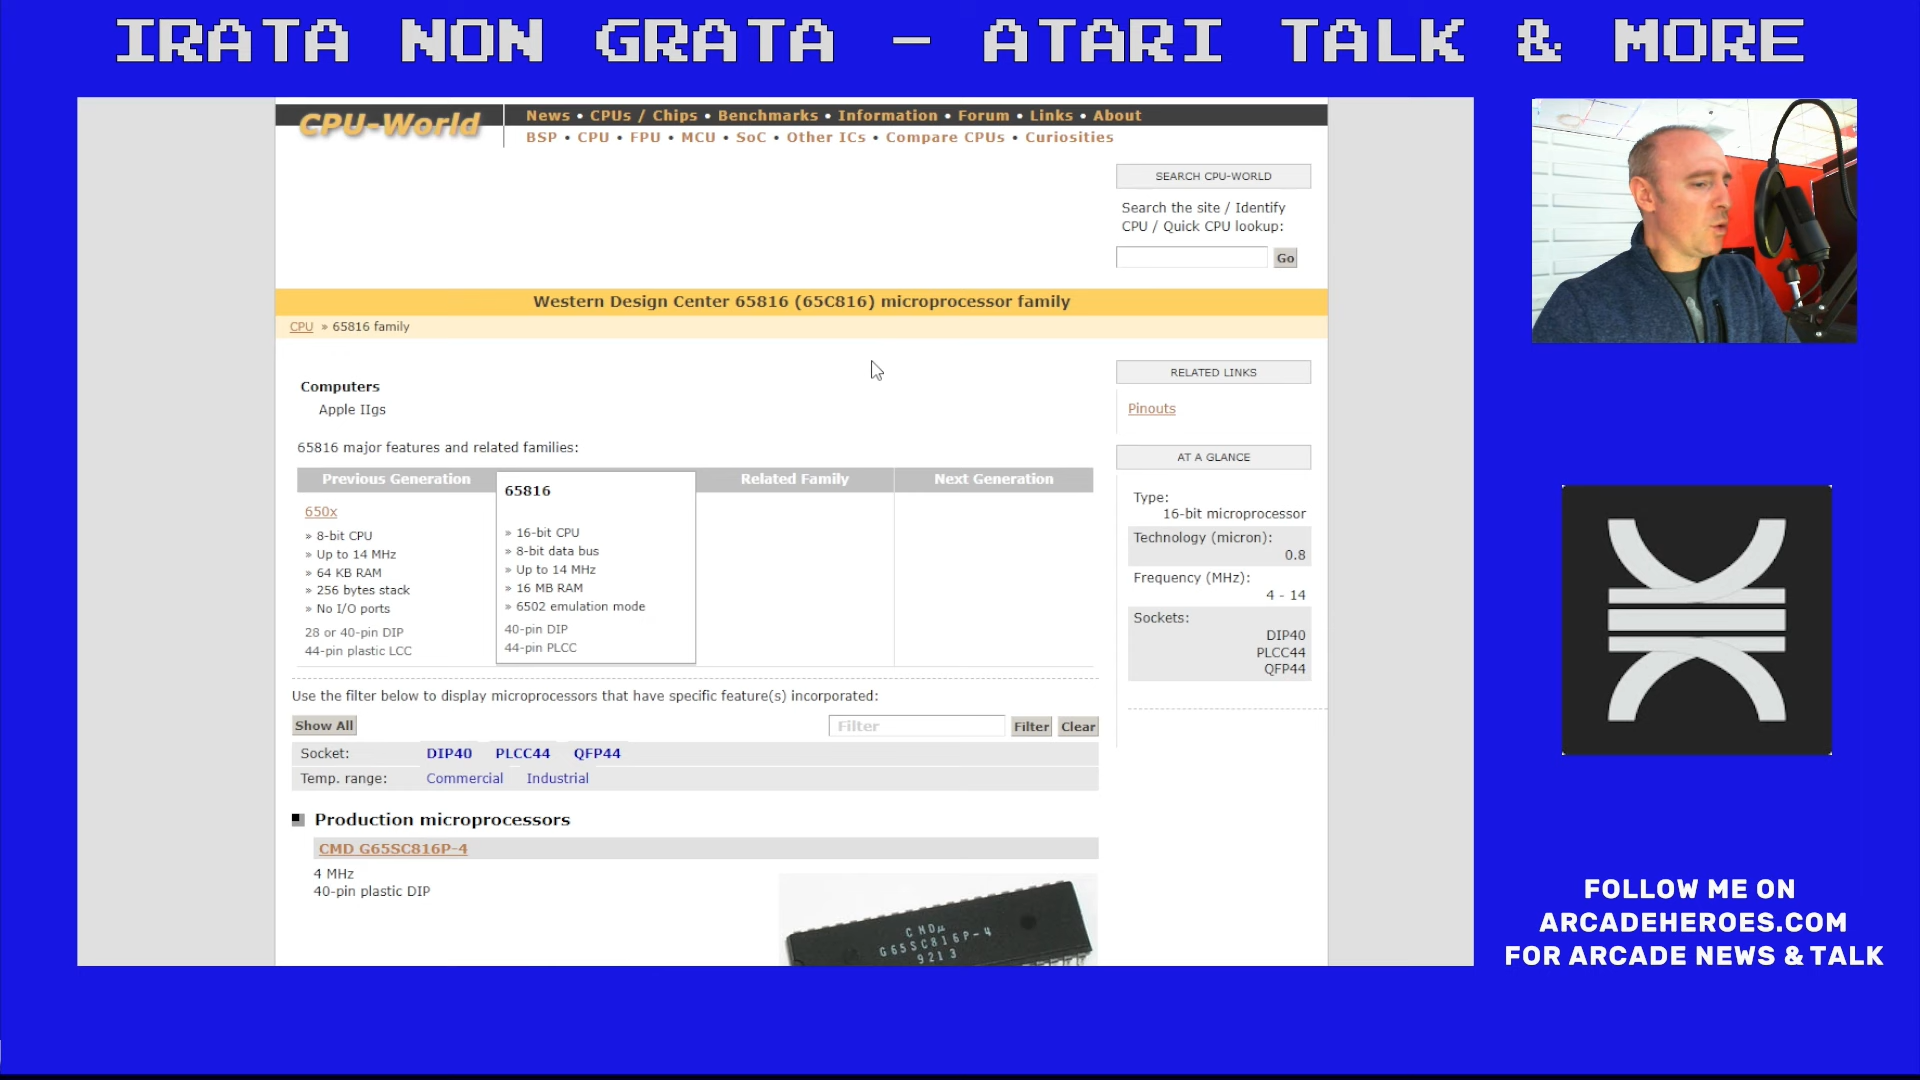 IRATA NON GRATA - ATARI TALK & MORE
CPU-World
News • CPUs / Chips • Benchmarks • Information • Forum • Links • About
BSP • CPU • FPU • MCU • SoC • Other ICs • Compare CPUs • Curiosities
SEARCH CPU-WORLD
Search the site / Identify
CPU / Quick CPU lookup:
Go
Western Design Center 65816 (65C816) microprocessor family
CPU » 65816 family
Computers
Apple IIgs
65816 major features and related families:
Previous Generation
650x
» 8-bit CPU
» Up to 14 MHz
» 64 KB RAM
» 256 bytes stack
» No I/O ports
28 or 40-pin DIP
44-pin plastic LCC
65816
» 16-bit CPU
» 8-bit data bus
» Up to 14 MHz
» 16 MB RAM
» 6502 emulation mode
40-pin DIP
44-pin PLCC
Related Family
Next Generation
RELATED LINKS
Pinouts
AT A GLANCE
Type:
16-bit microprocessor
Technology (micron):
0.8
Frequency (MHz):
4 - 14
Sockets:
DIP40
PLCC44
QFP44
Use the filter below to display microprocessors that have specific feature(s) incorporated:
Show All
Filter
Filter
Clear
Socket: DIP40 PLCC44 QFP44
Temp. range: Commercial Industrial
Production microprocessors
CMD G65SC816P-4
4 MHz
40-pin plastic DIP
CMDµ
G65SC816P-4
9213
FOLLOW ME ON
ARCADEHEROES.COM
FOR ARCADE NEWS & TALK